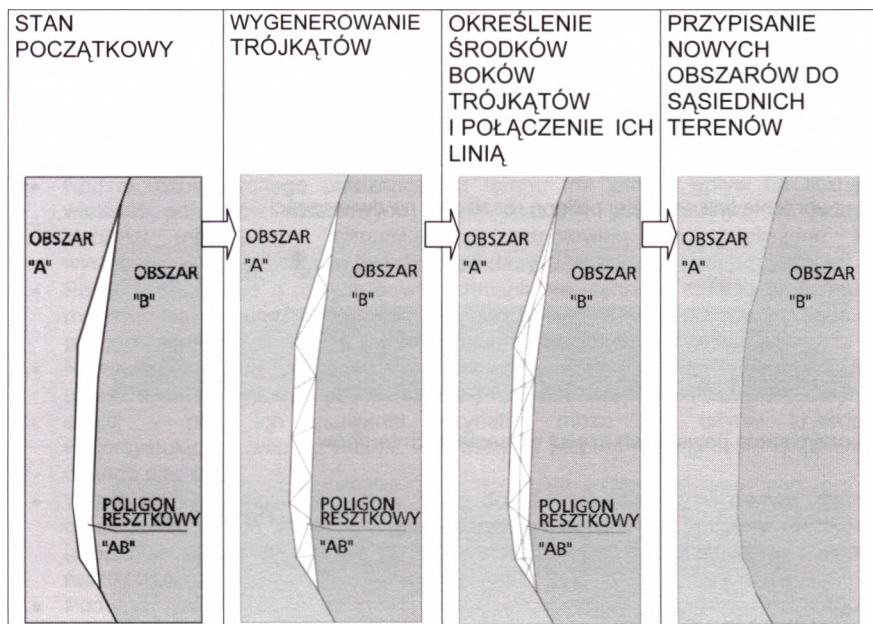 STAN
POCZĄTKOWY
WYGENEROWANIE
TRÓJKĄTÓW
OKREŚLENIE
ŚRODKÓW
BOKÓW
TRÓJKĄTÓW
I POŁĄCZENIE ICH
LINIĄ
PRZYPISANIE
NOWYCH
OBSZARÓW DO
SĄSIEDNICH
TERENÓW
OBSZAR
"A"
OBSZAR
"B"
POLIGON
RESZTKOWY
"AB"
OBSZAR
"A"
OBSZAR
"B"
POLIGON
RESZTKOWY
"AB"
OBSZAR
"A"
OBSZAR
"B"
POLIGON
RESZTKOWY
"AB"
OBSZAR
"A"
OBSZAR
"B"